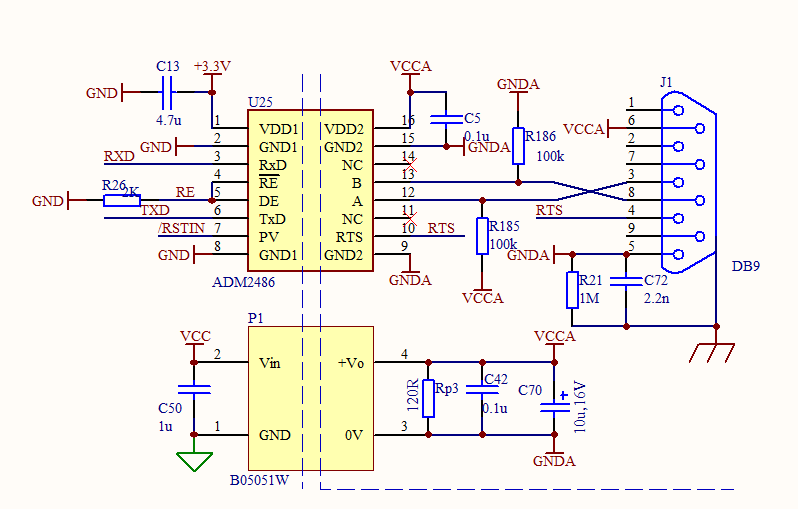 C13 +3.3V
GND
4.7u
U25
VCCA
GNDA
J1
1 VDD1 VDD2 16
C5
0.1u
R186
100k
VCCA
1
6
2
7
3
8
4
9
5
GND 2 GND1 GND2 15 GNDA
RXD 3 RxD NC 14
4 RE B 13
R26 2K RE
GND
5 DE A 12
TXD 6 TxD NC 11
RTS
/RSTIN 7 PV RTS 10 RTS
GND 8 GND1 GND2 9
R185
100k
GNDA
GNDA
VCCA
R21
1M
C72
2.2n
DB9
ADM2486
P1
VCC
VCCA
2 Vin +Vo 4
120R Rp3
C42
0.1u
C70
10u,16V
C50
1u
1 GND 0V 3
GNDA
B05051W